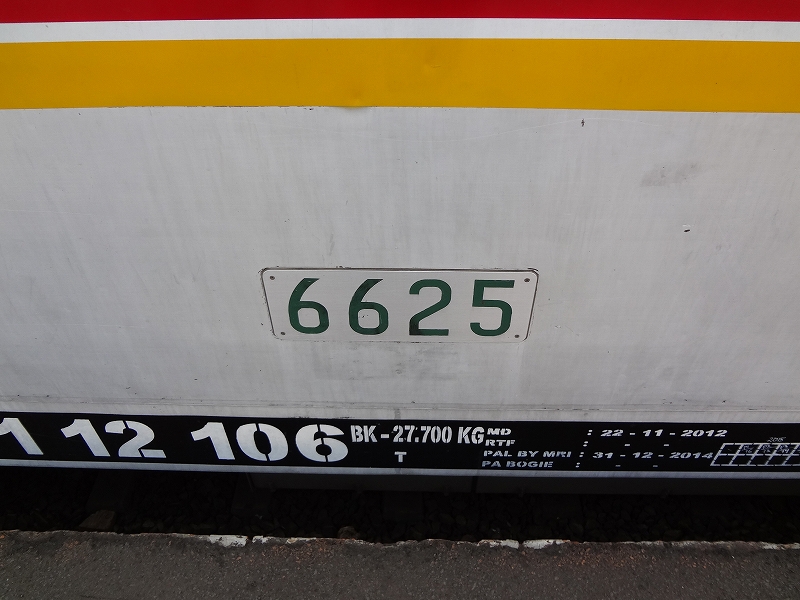 6625
1 12 106
BK - 27.700 KG
T
MD : 22 - 11 - 2012
RTF : - -
PAL BY MRI : 31 - 12 - 2014
PA BOGIE : - -
2015